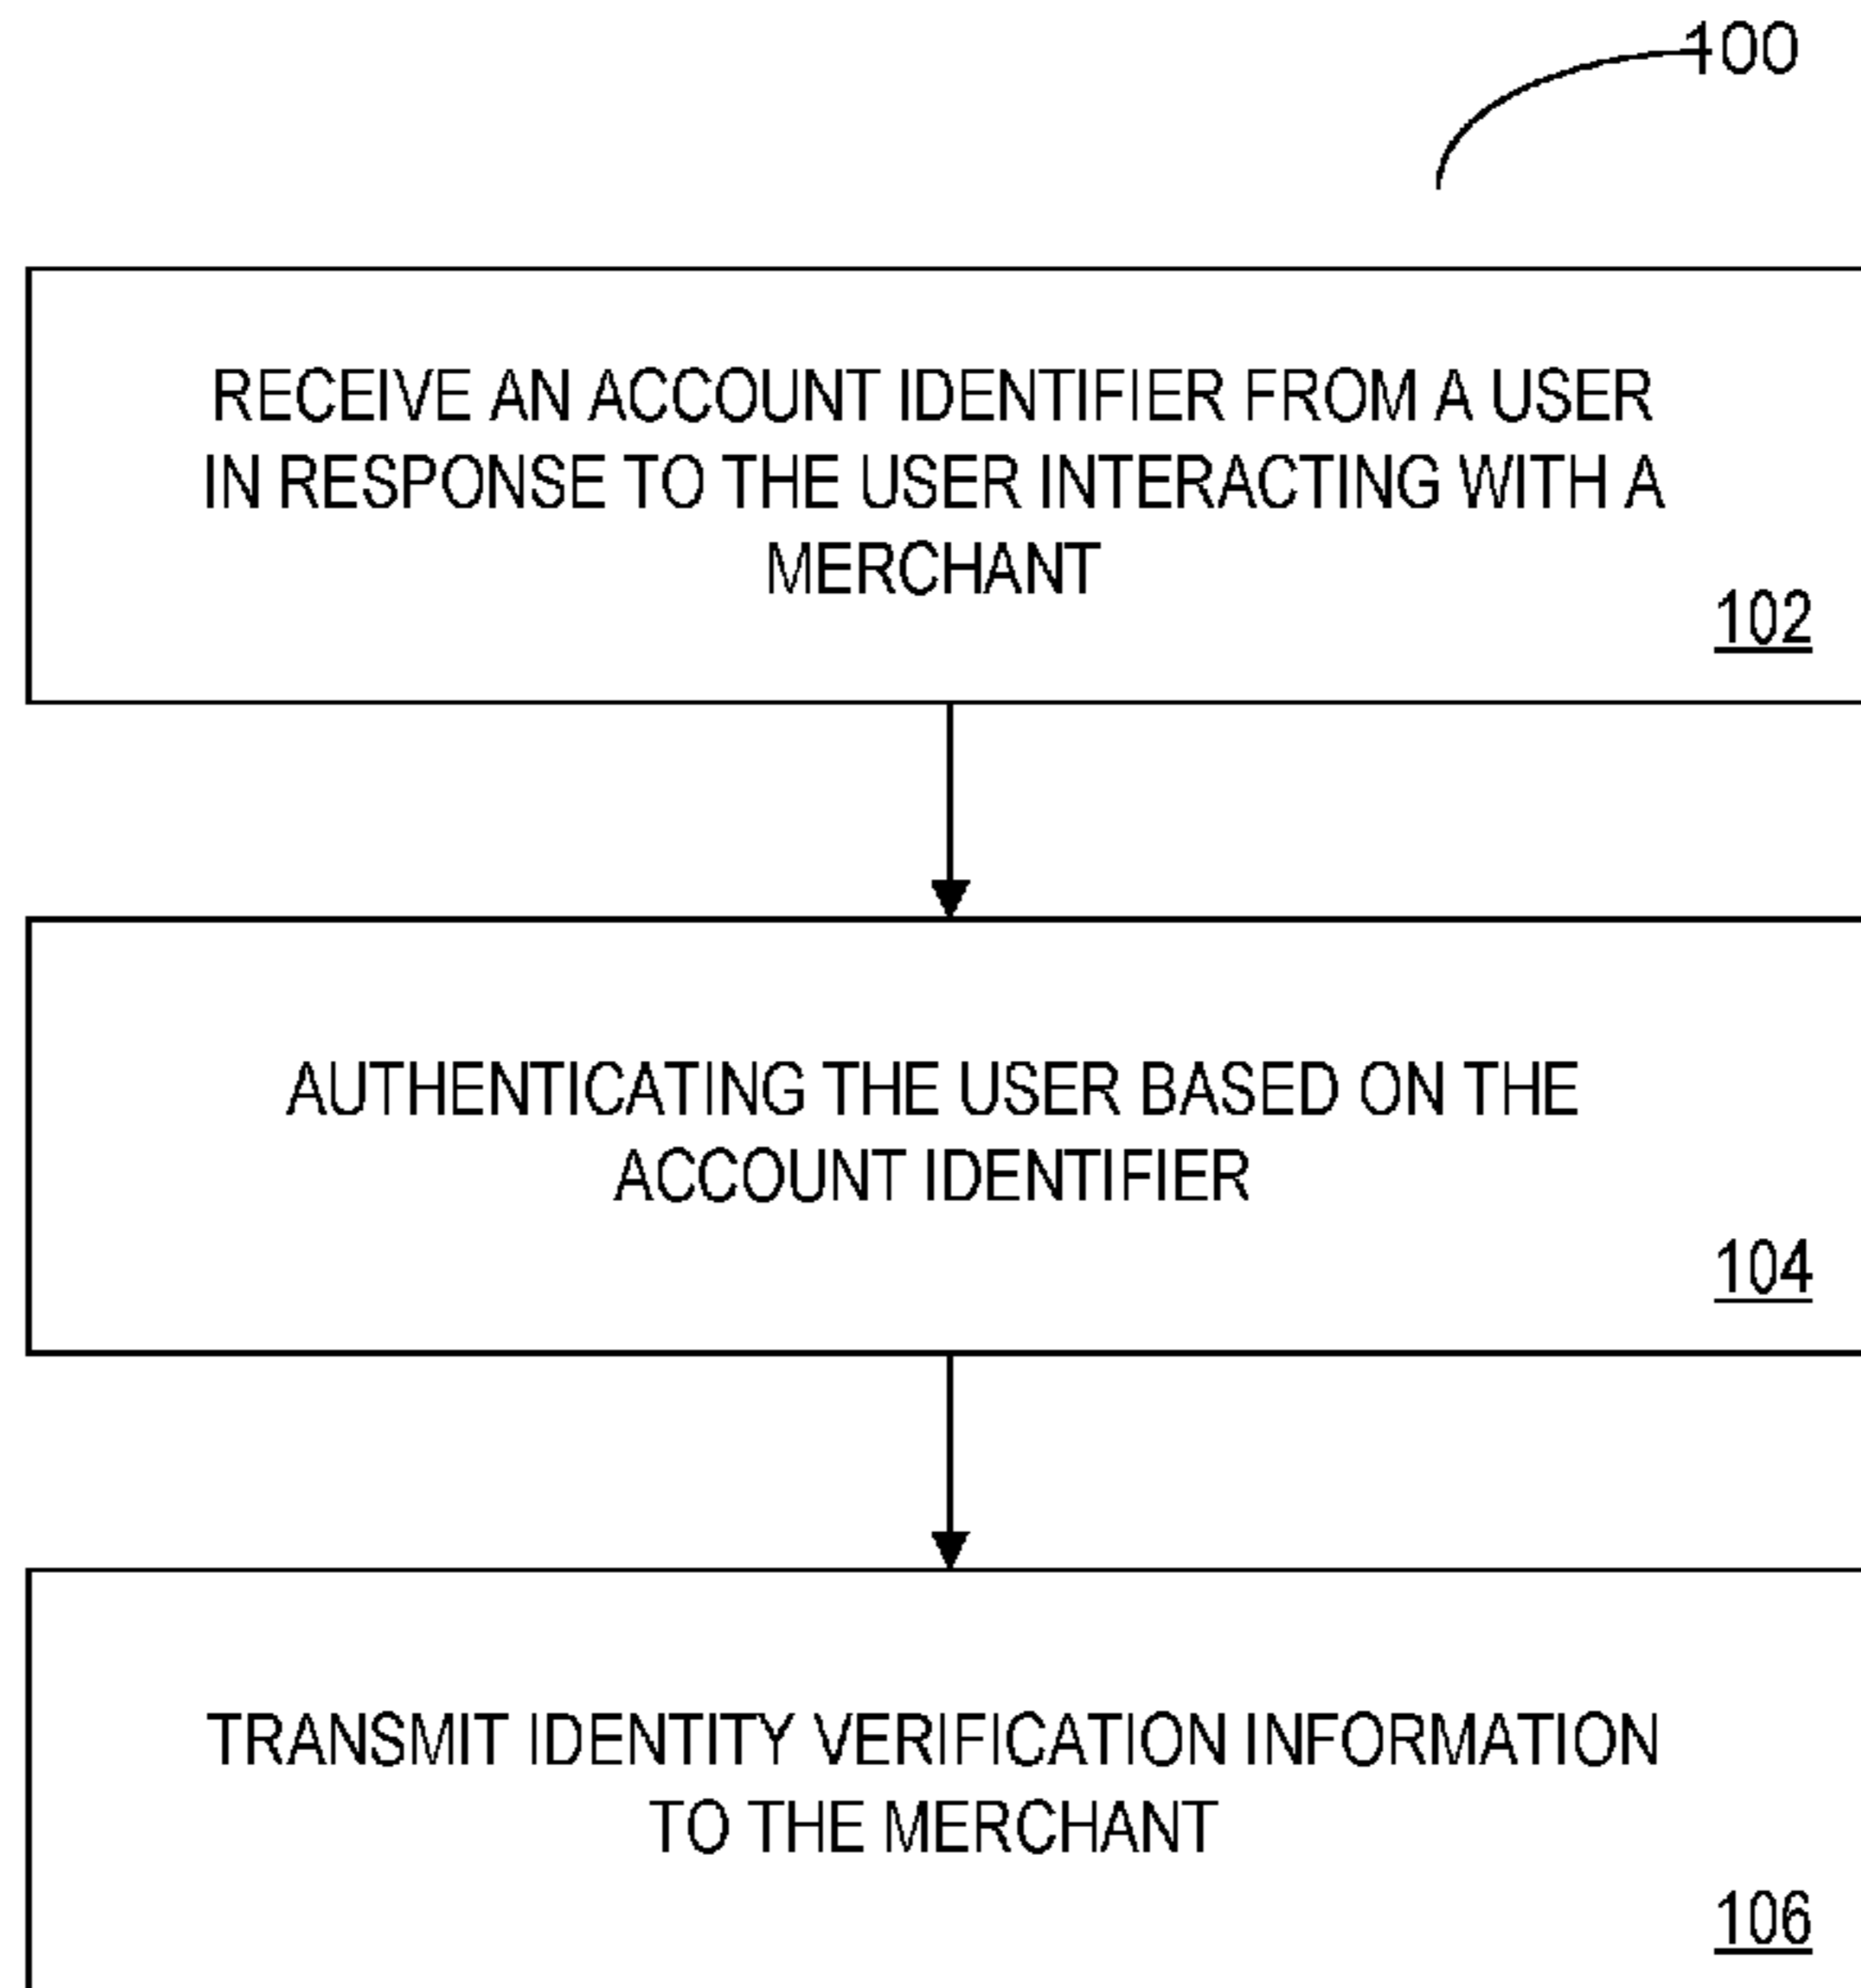 100
RECEIVE AN ACCOUNT IDENTIFIER FROM A USER
IN RESPONSE TO THE USER INTERACTING WITH A
MERCHANT
102
AUTHENTICATING THE USER BASED ON THE
ACCOUNT IDENTIFIER
104
TRANSMIT IDENTITY VERIFICATION INFORMATION
TO THE MERCHANT
106